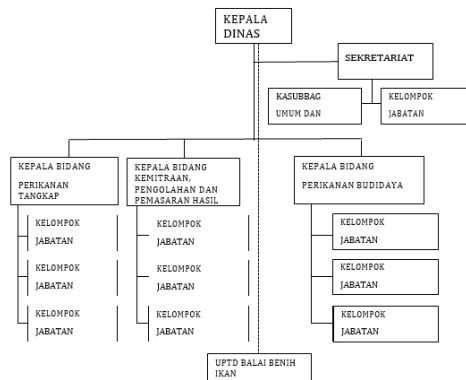 KEPALA
DINAS
SEKRETARIAT
KASUBBAG
UMUM DAN
KELOMPOK
JABATAN
KEPALA BIDANG
PERIKANAN
TANGKAP
KELOMPOK
JABATAN
KELOMPOK
JABATAN
KELOMPOK
JABATAN
KEPALA BIDANG
KEMITRAAN,
PENGOLAHAN DAN
PEMASARAN HASIL
KELOMPOK
JABATAN
KELOMPOK
JABATAN
KELOMPOK
JABATAN
KEPALA BIDANG
PERIKANAN BUDIDAYA
KELOMPOK
JABATAN
KELOMPOK
JABATAN
KELOMPOK
JABATAN
UPTD BALAI BENIH
IKAN